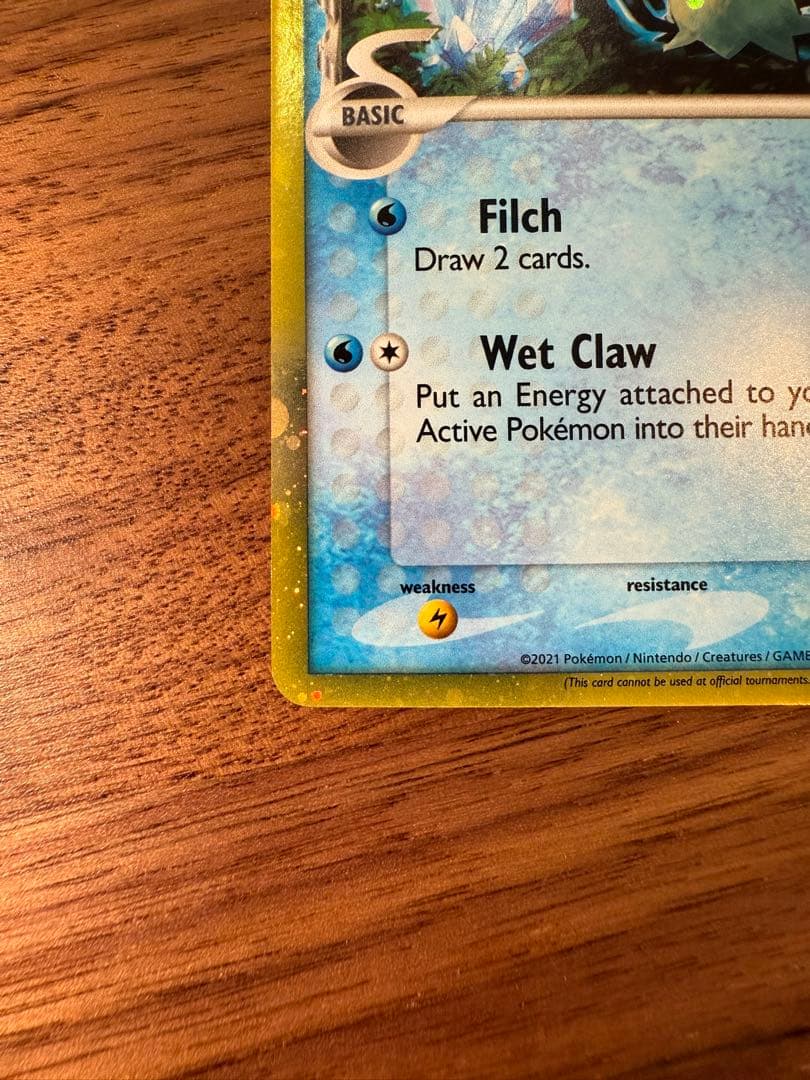 BASIC
Filch
Draw 2 cards.
Wet Claw
Put an Energy attached to
Active Pokémon into their
weakness
resistance
©2021 Pokémon / Nintendo / Creatures / GAME
(This card cannot be used at official tournaments.